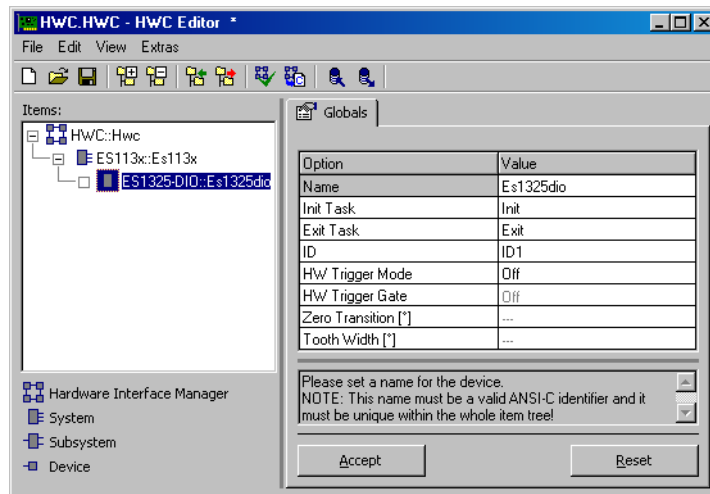 HWC.HWC - HWC Editor *
File Edit View Extras
Items:
HWC::Hwc
ES113x::Es113x
ES1325-DIO::Es1325dio
Hardware Interface Manager
System
Subsystem
Device
Globals
Option Value
Name Es1325dio
Init Task Init
Exit Task Exit
ID ID1
HW Trigger Mode Off
HW Trigger Gate Off
Zero Transition [°] ---
Tooth Width [°] ---
Please set a name for the device.
NOTE: This name must be a valid ANSI-C identifier and it
must be unique within the whole item tree!
Accept Reset